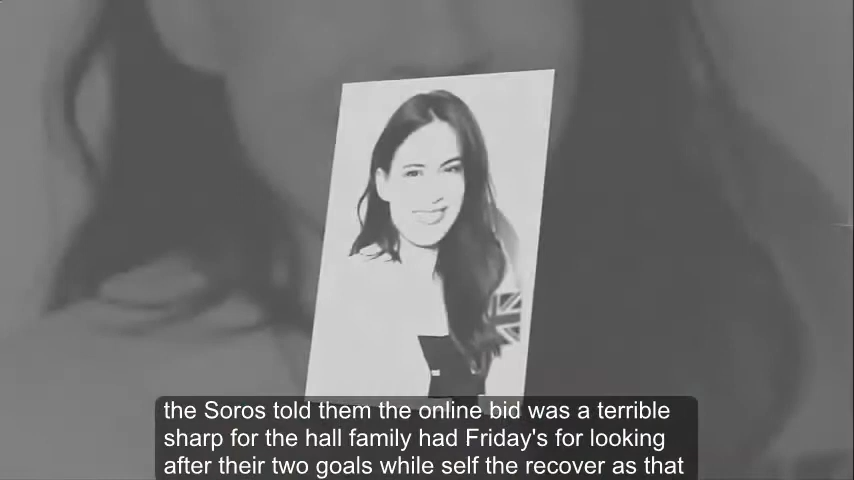 the Soros told them the online bid was a terrible
sharp for the hall family had Friday's for looking
after their two goals while self the recover as that